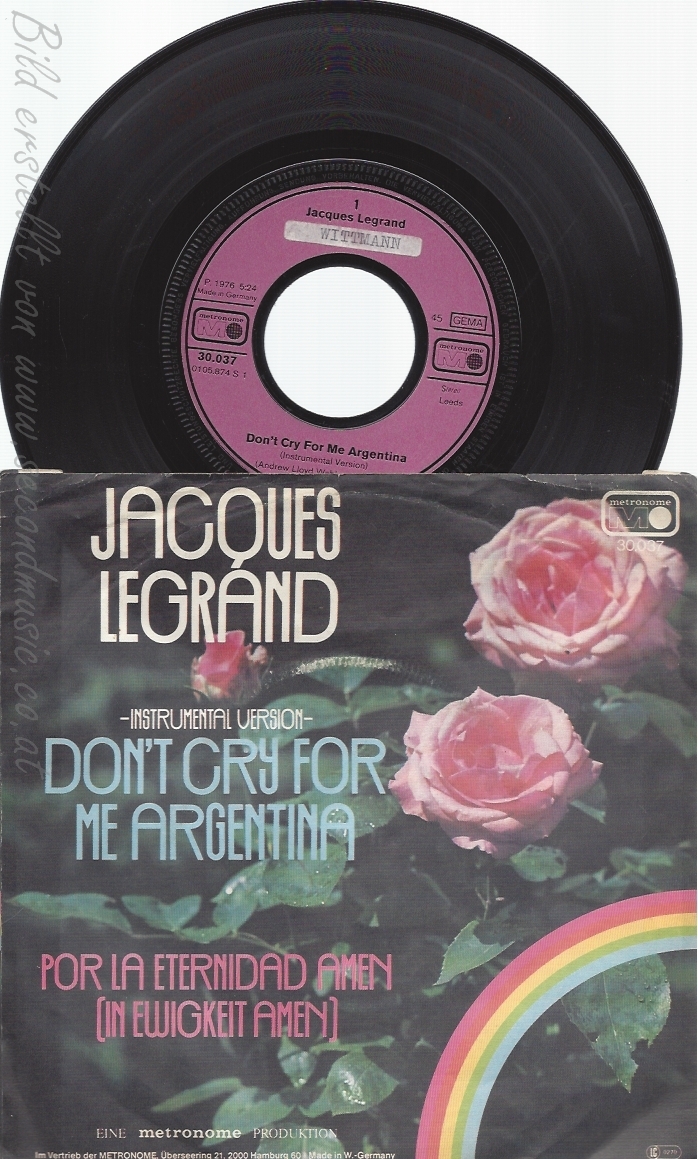 Bild erstellt von www.secondmusic.co.at
1
Jacques Legrand
WITTMANN
P. 1976 5:24
Made in Germany
45 GEMA
metronome
30.037
0105.874 S 1
metronome
Leeds
Don't Cry For Me Argentina
(Instrumental Version)
(Andrew Lloyd
JACQUES
LEGRAND
metronome
30.037
-INSTRUMENTAL VERSION-
DON'T CRY FOR
ME ARGENTINA
POR LA ETERNIDAD AMEN
(IN EWIGKEIT AMEN)
EINE metronome PRODUKTION
Im Vertrieb der METRONOME, Überseering 21, 2000 Hamburg 60 Made in W.-Germany